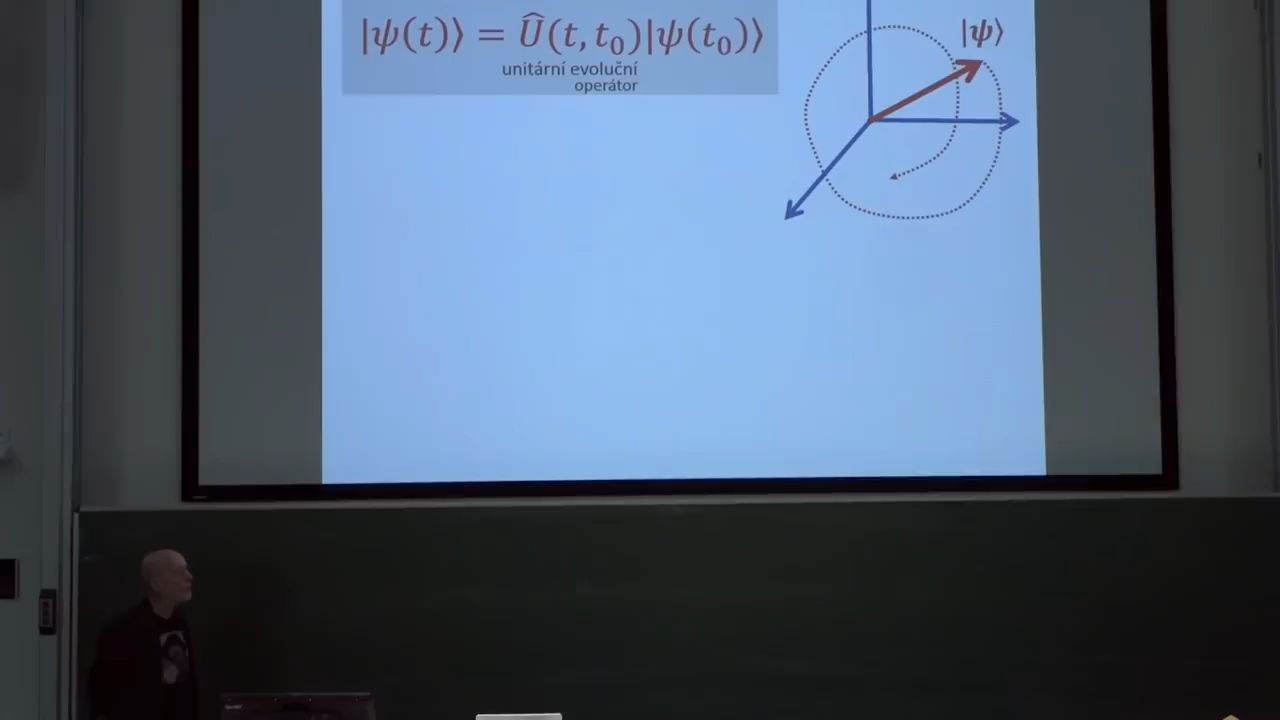 |ψ(t)⟩ = Û(t, t₀)|ψ(t₀)⟩
unitární evoluční
operátor
|ψ⟩